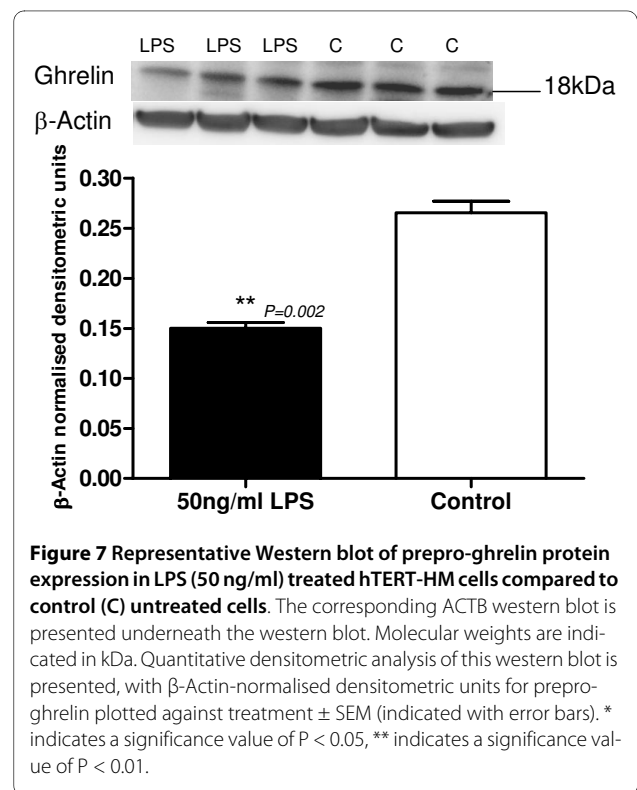 LPS LPS LPS C C C
Ghrelin
18kDa
β-Actin
β-Actin normalised densitometric units
0.30
0.25
0.20
0.15
0.10
0.05
0.00
** P=0.002
50ng/ml LPS Control
Figure 7 Representative Western blot of prepro-ghrelin protein
expression in LPS (50 ng/ml) treated hTERT-HM cells compared to
control (C) untreated cells. The corresponding ACTB western blot is
presented underneath the western blot. Molecular weights are indi-
cated in kDa. Quantitative densitometric analysis of this western blot is
presented, with β-Actin-normalised densitometric units for prepro-
ghrelin plotted against treatment ± SEM (indicated with error bars). *
indicates a significance value of P < 0.05, ** indicates a significance val-
ue of P < 0.01.